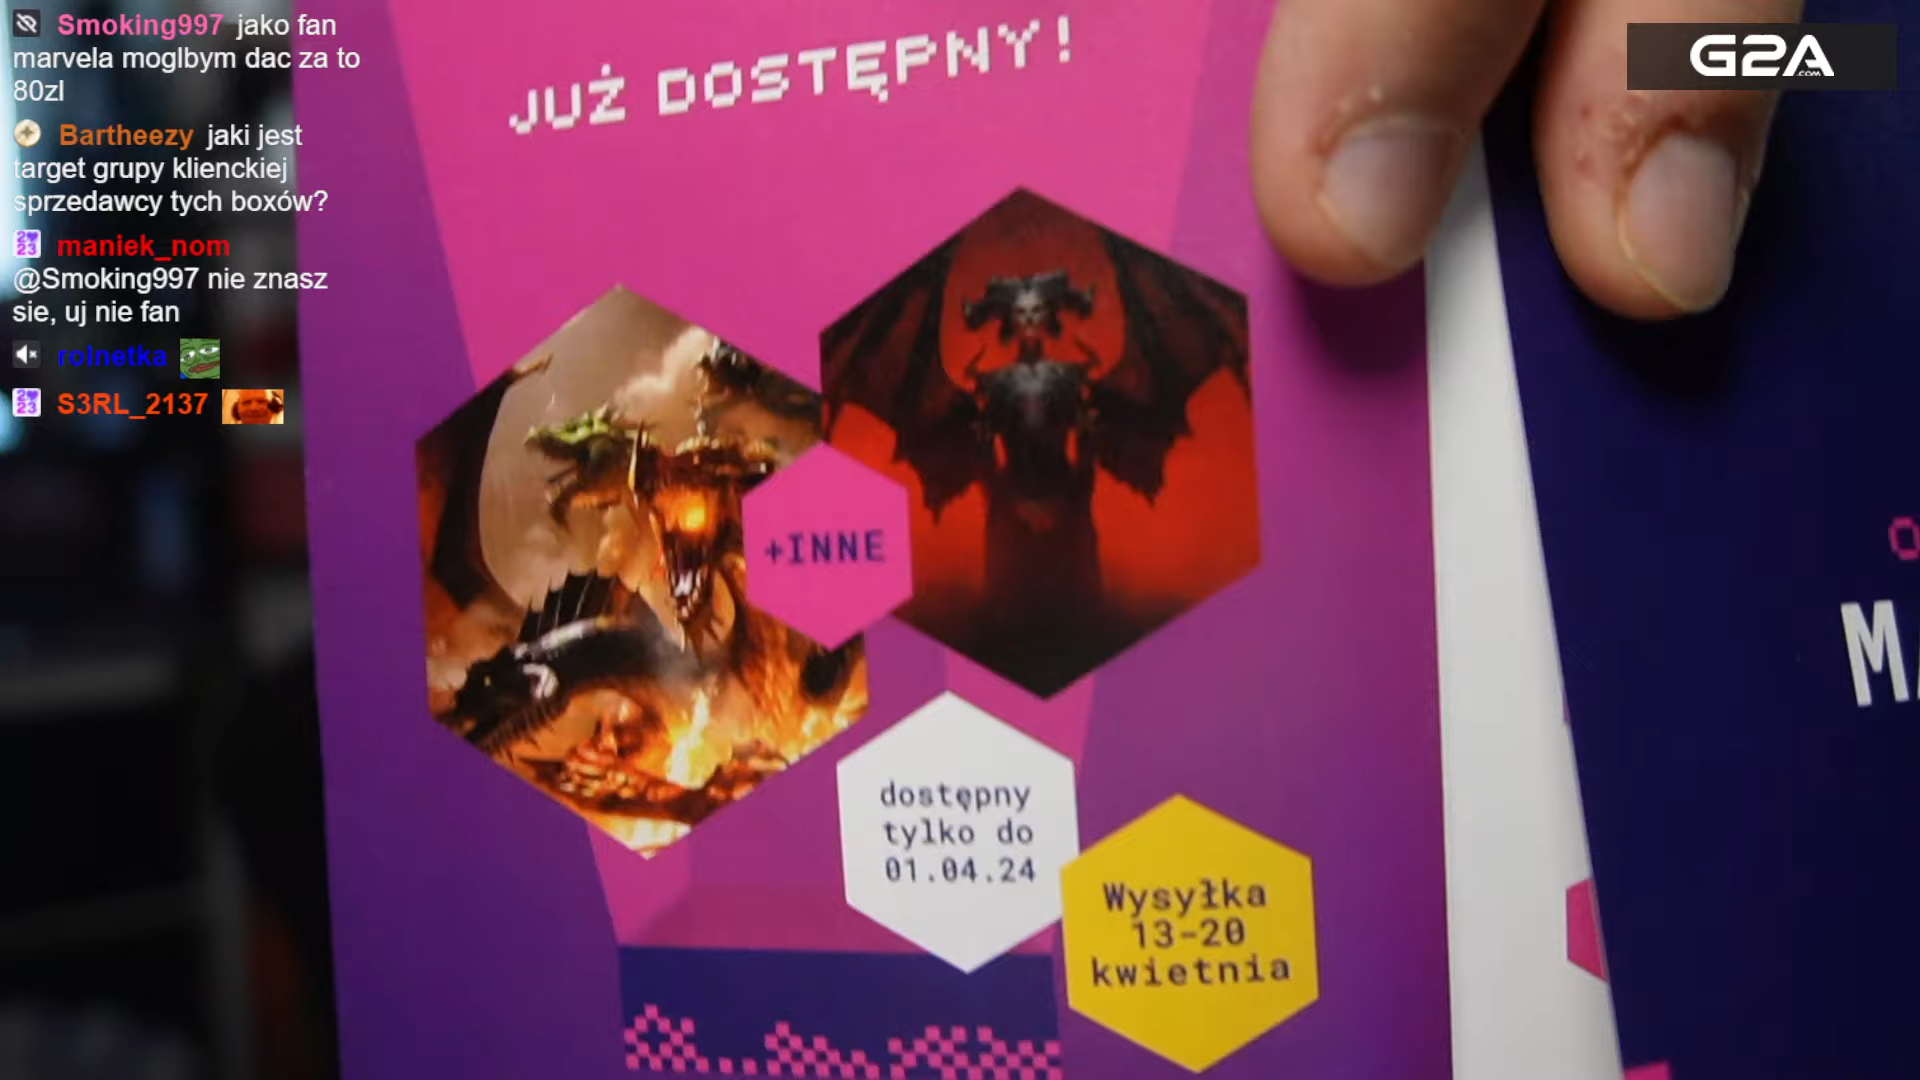 Smoking997 jako fan
marvela moglbym dac za to
80zl
Bartheezy jaki jest
target grupy klienckiej
sprzedawcy tych boxów?
maniek_nom
@Smoking997 nie znasz
sie, uj nie fan
rolnetka
S3RL_2137
G2A
.COM
JUŻ DOSTĘPNY!
+INNE
dostępny
tylko do
01.04.24
Wysyłka
13-20
kwietnia